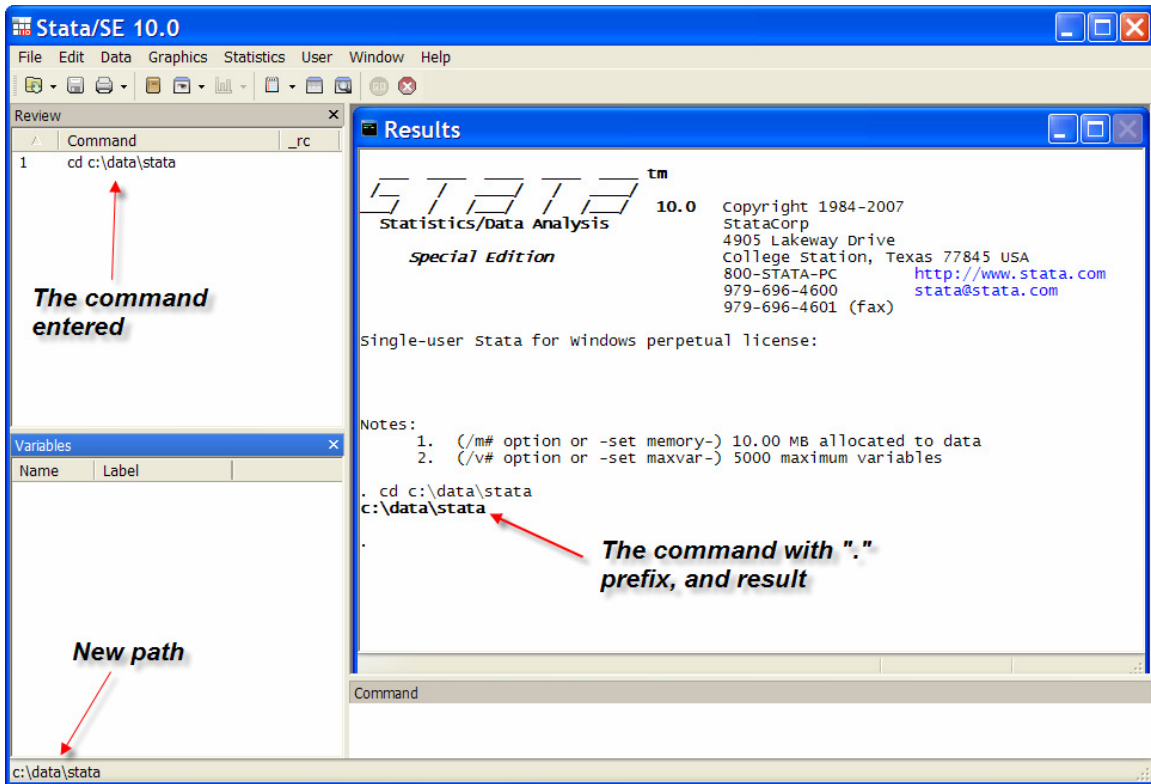 Stata/SE 10.0
File Edit Data Graphics Statistics User Window Help
Review
Command _rc
1 cd c:\data\stata
The command
entered
Variables
Name Label
New path
c:\data\stata
Results
STATA tm
10.0 Copyright 1984-2007
Statistics/Data Analysis StataCorp
4905 Lakeway Drive
Special Edition College Station, Texas 77845 USA
800-STATA-PC http://www.stata.com
979-696-4600 stata@stata.com
979-696-4601 (fax)
Single-user Stata for Windows perpetual license:
Notes:
1. (/m# option or -set memory-) 10.00 MB allocated to data
2. (/v# option or -set maxvar-) 5000 maximum variables
. cd c:\data\stata
c:\data\stata
.
The command with "."
prefix, and result
Command